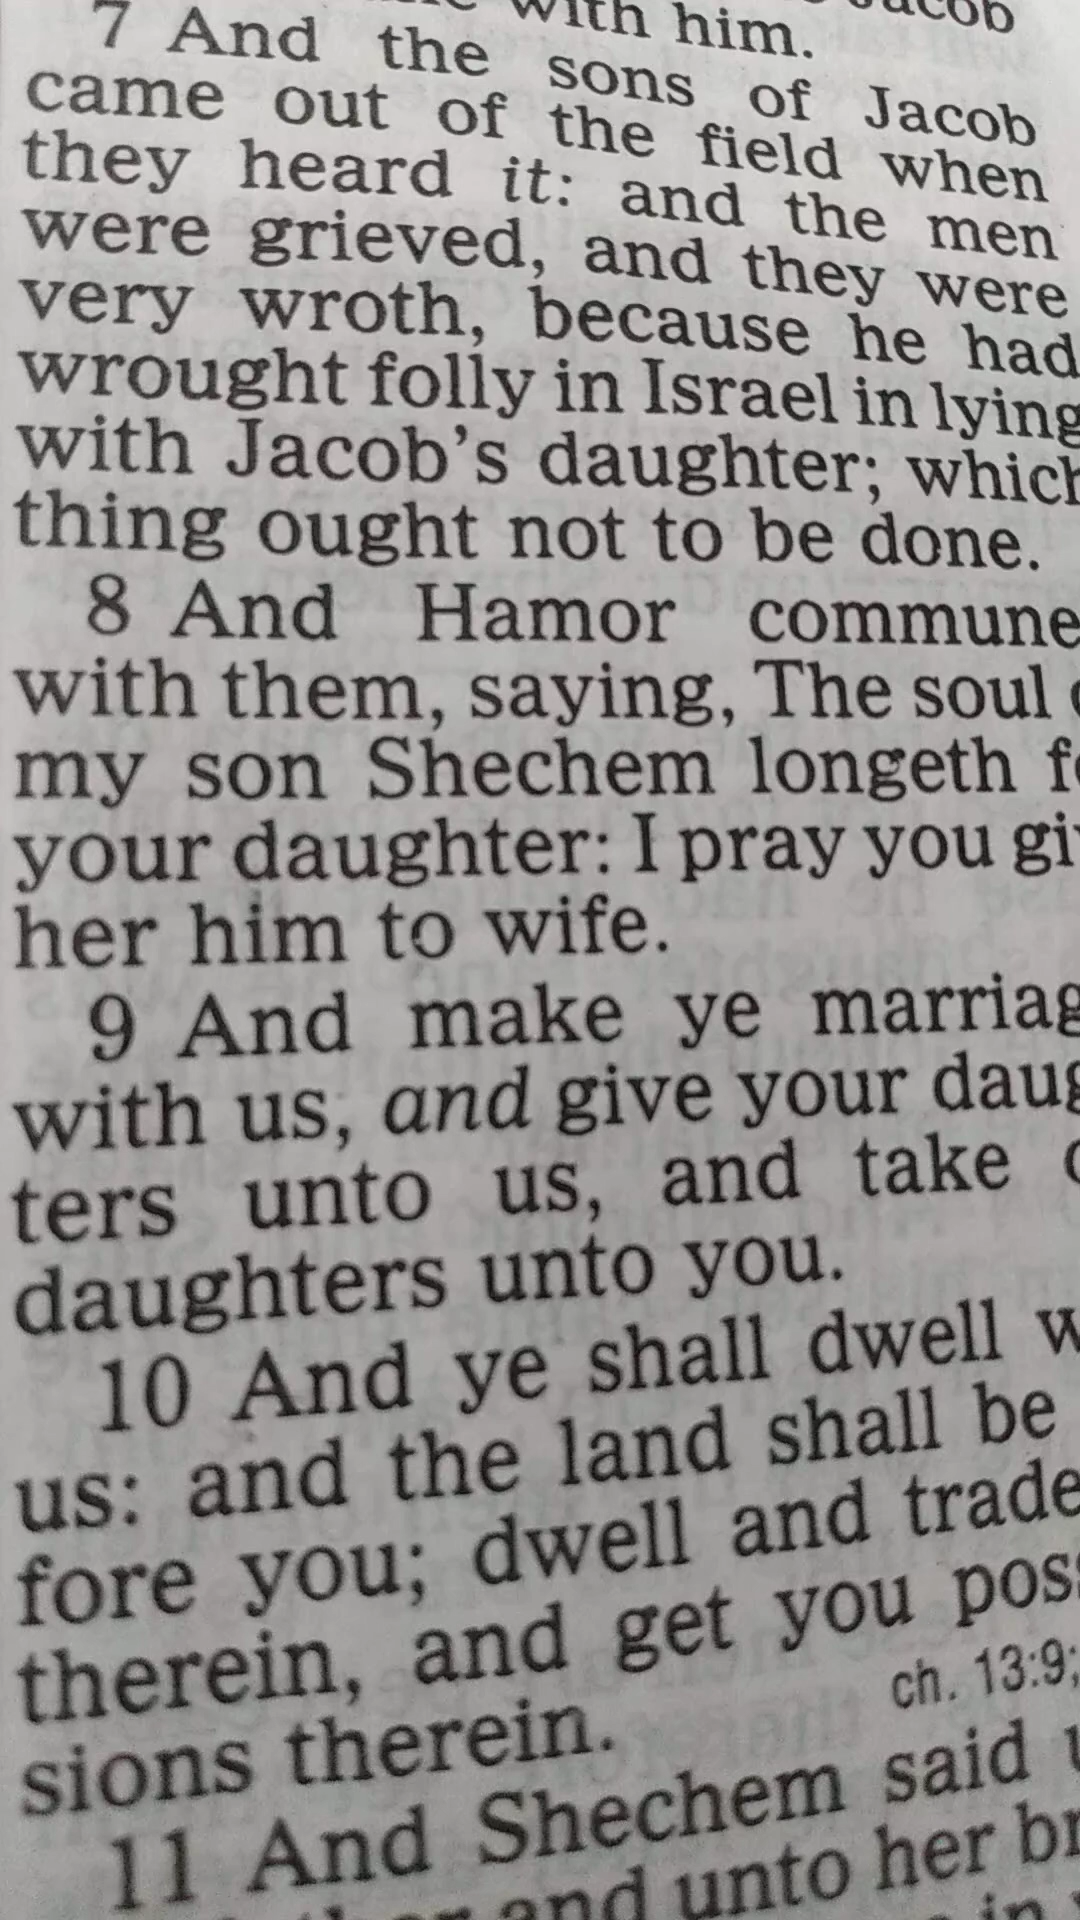 with him.
7 And the sons of Jacob
came out of the field when
they heard it: and the men
were grieved, and they were
very wroth, because he had
wrought folly in Israel in lying
with Jacob's daughter; which
thing ought not to be done.
8 And Hamor commune
with them, saying, The soul
my son Shechem longeth
your daughter: I pray you gi
her him to wife.
9 And make ye marriag
with us, and give your daug
ters unto us, and take
daughters unto you.
10 And ye shall dwell w
us: and the land shall be
fore you; dwell and trade
therein, and get you poss
ch. 13:9;
sions therein.
11 And Shechem said u
and unto her br
in